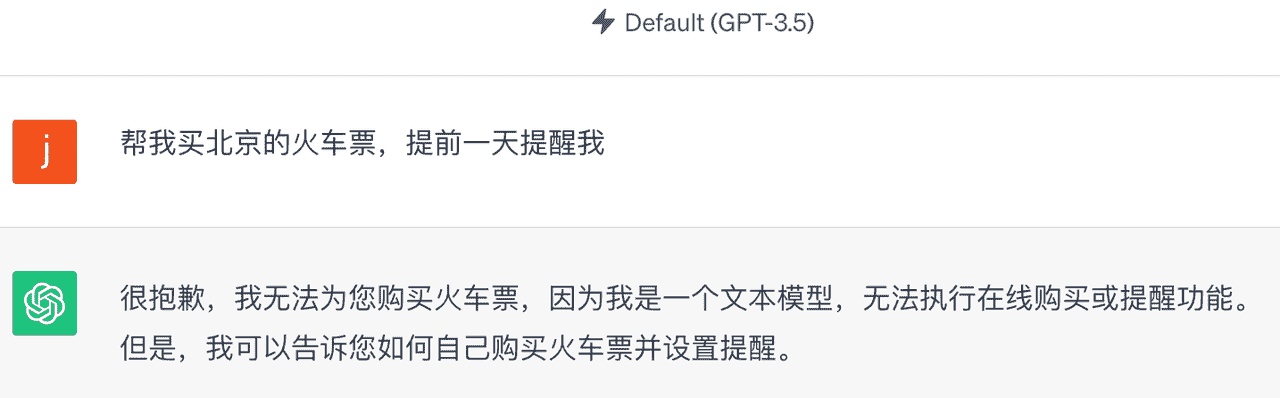 Default (GPT-3.5)
j
帮我买北京的火车票，提前一天提醒我
很抱歉，我无法为您购买火车票，因为我是一个文本模型，无法执行在线购买或提醒功能。
但是，我可以告诉您如何自己购买火车票并设置提醒。